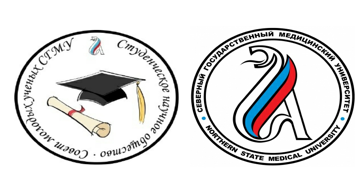 Студенческое научное общество · Совет молодых ученых СГМУ
СЕВЕРНЫЙ ГОСУДАРСТВЕННЫЙ МЕДИЦИНСКИЙ УНИВЕРСИТЕТ
• NORTHERN STATE MEDICAL UNIVERSITY •